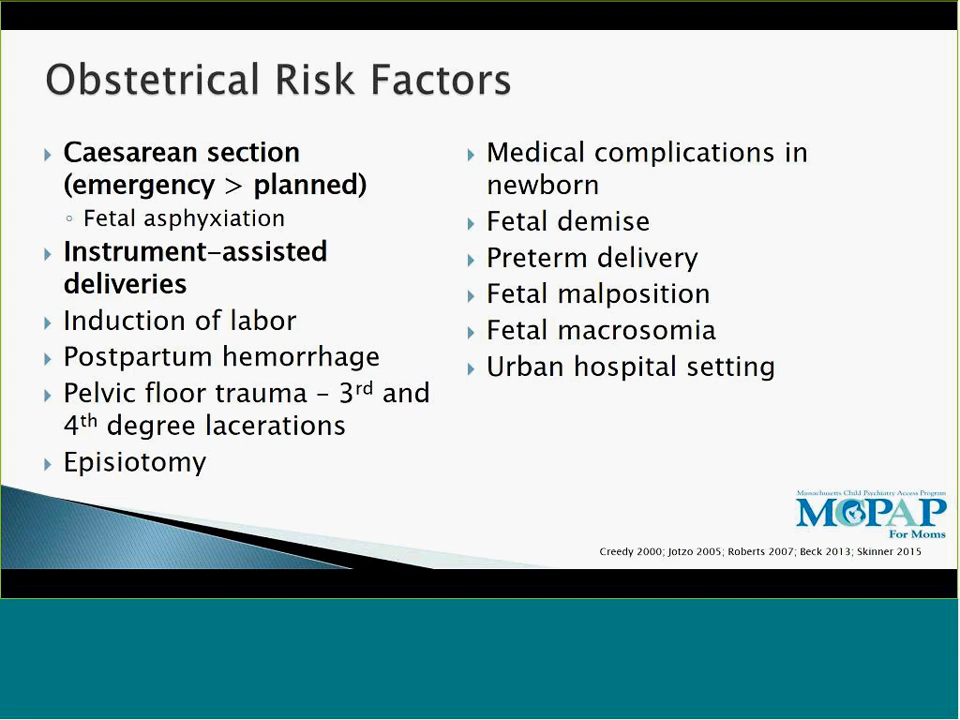 Obstetrical Risk Factors
Caesarean section
(emergency > planned)
Fetal asphyxiation
Instrument-assisted
deliveries
Induction of labor
Postpartum hemorrhage
Pelvic floor trauma – 3rd and
4th degree lacerations
Episiotomy
Medical complications in
newborn
Fetal demise
Preterm delivery
Fetal malposition
Fetal macrosomia
Urban hospital setting
Massachusetts Child Psychiatry Access Program
MCPAP
For Moms
Creedy 2000; Jotzo 2005; Roberts 2007; Beck 2013; Skinner 2015